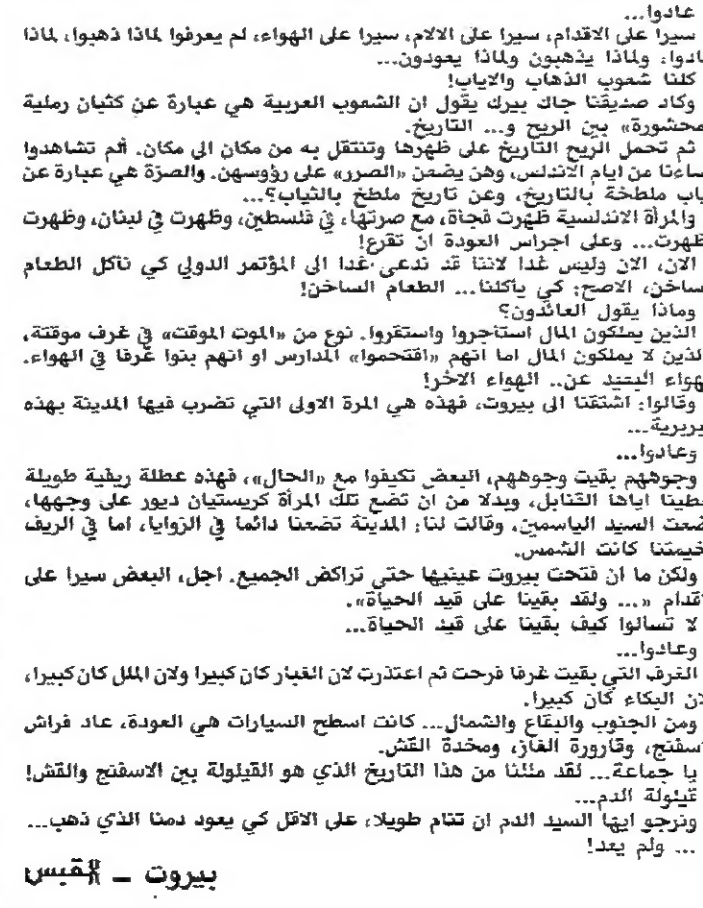 عادوا...
سيرا على الاقدام، سيرا على الالام، سيرا على الهواء، لم يعرفوا لماذا ذهبوا، لماذا
ادوا، ولماذا يذهبون ولماذا يعودون...
كلنا شعوب الذهاب والاياب!
وكاد صديقنا جاك بيرك يقول ان الشعوب العربية هي عبارة عن كثبان رملية
محشورة» بين الريح و... التاريخ.
ثم تحمل الريح التاريخ على ظهرها وتنتقل به من مكان الى مكان. ألم تشاهدوا
ساءنا من ايام الاندلس، وهن يضعن «الصرر» على رؤوسهن. والصرّة هي عبارة عن
ياب ملطخة بالتاريخ، وعن تاريخ ملطخ بالثياب؟...
والمرأة الاندلسية ظهرت فجأة، مع صرتها، في فلسطين، وظهرت في لبنان، وظهرت
ظهرت... وعلى اجراس العودة ان تقرع!
الان، الان وليس غدا لاننا قد ندعى غدا الى المؤتمر الدولي كي نأكل الطعام
ساخن، الاصح: كي يأكلنا... الطعام الساخن!
وماذا يقول العائدون؟
الذين يملكون المال استأجروا واستقروا. نوع من «الموت الموقت» في غرف موقتة،
لذين لا يملكون المال اما انهم «اقتحموا» المدارس او انهم بنوا غرفا في الهواء.
لهواء البعيد عن.. الهواء الاخر!
وقالوا: اشتقنا الى بيروت، فهذه هي المرة الاولى التي تضرب فيها المدينة بهذه
بربرية...
وعادوا...
وجوههم بقيت وجوههم، البعض تكيفوا مع «الحال»، فهذه عطلة ريفية طويلة
عطينا اياها القنابل، وبدلا من ان تضع تلك المرأة كريستيان ديور على وجهها،
ضعت السيد الياسمين، وقالت لنا: المدينة تضعنا دائما في الزوايا، اما في الريف
خيمتنا كانت الشمس.
ولكن ما ان فتحت بيروت عينيها حتى تراكض الجميع. اجل، البعض سيرا على
اقدام «... ولقد بقينا على قيد الحياة».
لا تسألوا كيف بقينا على قيد الحياة...
وعادوا...
الغرف التي بقيت غرفا فرحت ثم اعتذرت لان الغبار كان كبيرا ولان الملل كان كبيرا،
لان البكاء كان كبيرا.
ومن الجنوب والبقاع والشمال... كانت اسطح السيارات هي العودة، عاد فراش
اسفنج، وقارورة الغاز، ومخدة القش.
يا جماعة... لقد مللنا من هذا التاريخ الذي هو القيلولة بين الاسفنج والقش!
قيلولة الدم...
ونرجو ايها السيد الدم ان تنام طويلا، على الاقل كي يعود دمنا الذي ذهب...
... ولم يعد!
بيروت ــ القبس